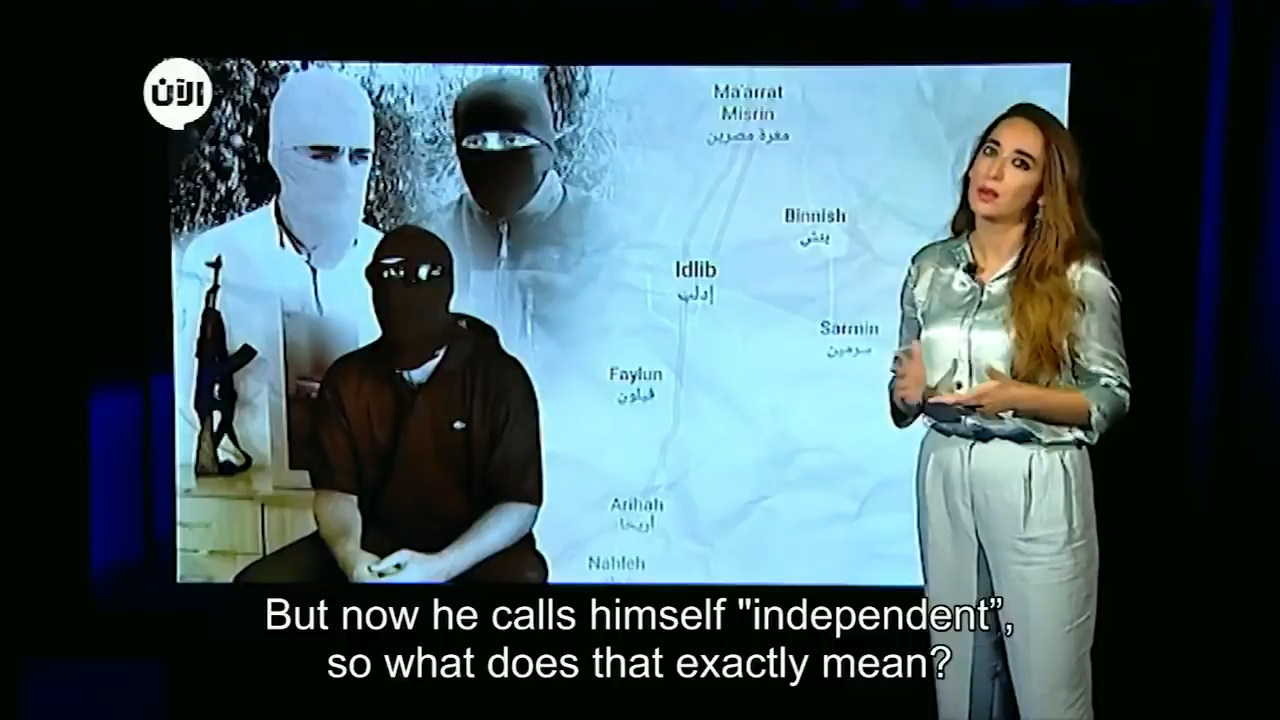 الآن
Ma'arrat
Misrin
معرة مصرين
Binnish
بنش
Idlib
إدلب
Sarmin
سرمين
Faylun
فيلون
Arihah
أريحا
Nahleh
But now he calls himself "independent”,
so what does that exactly mean?